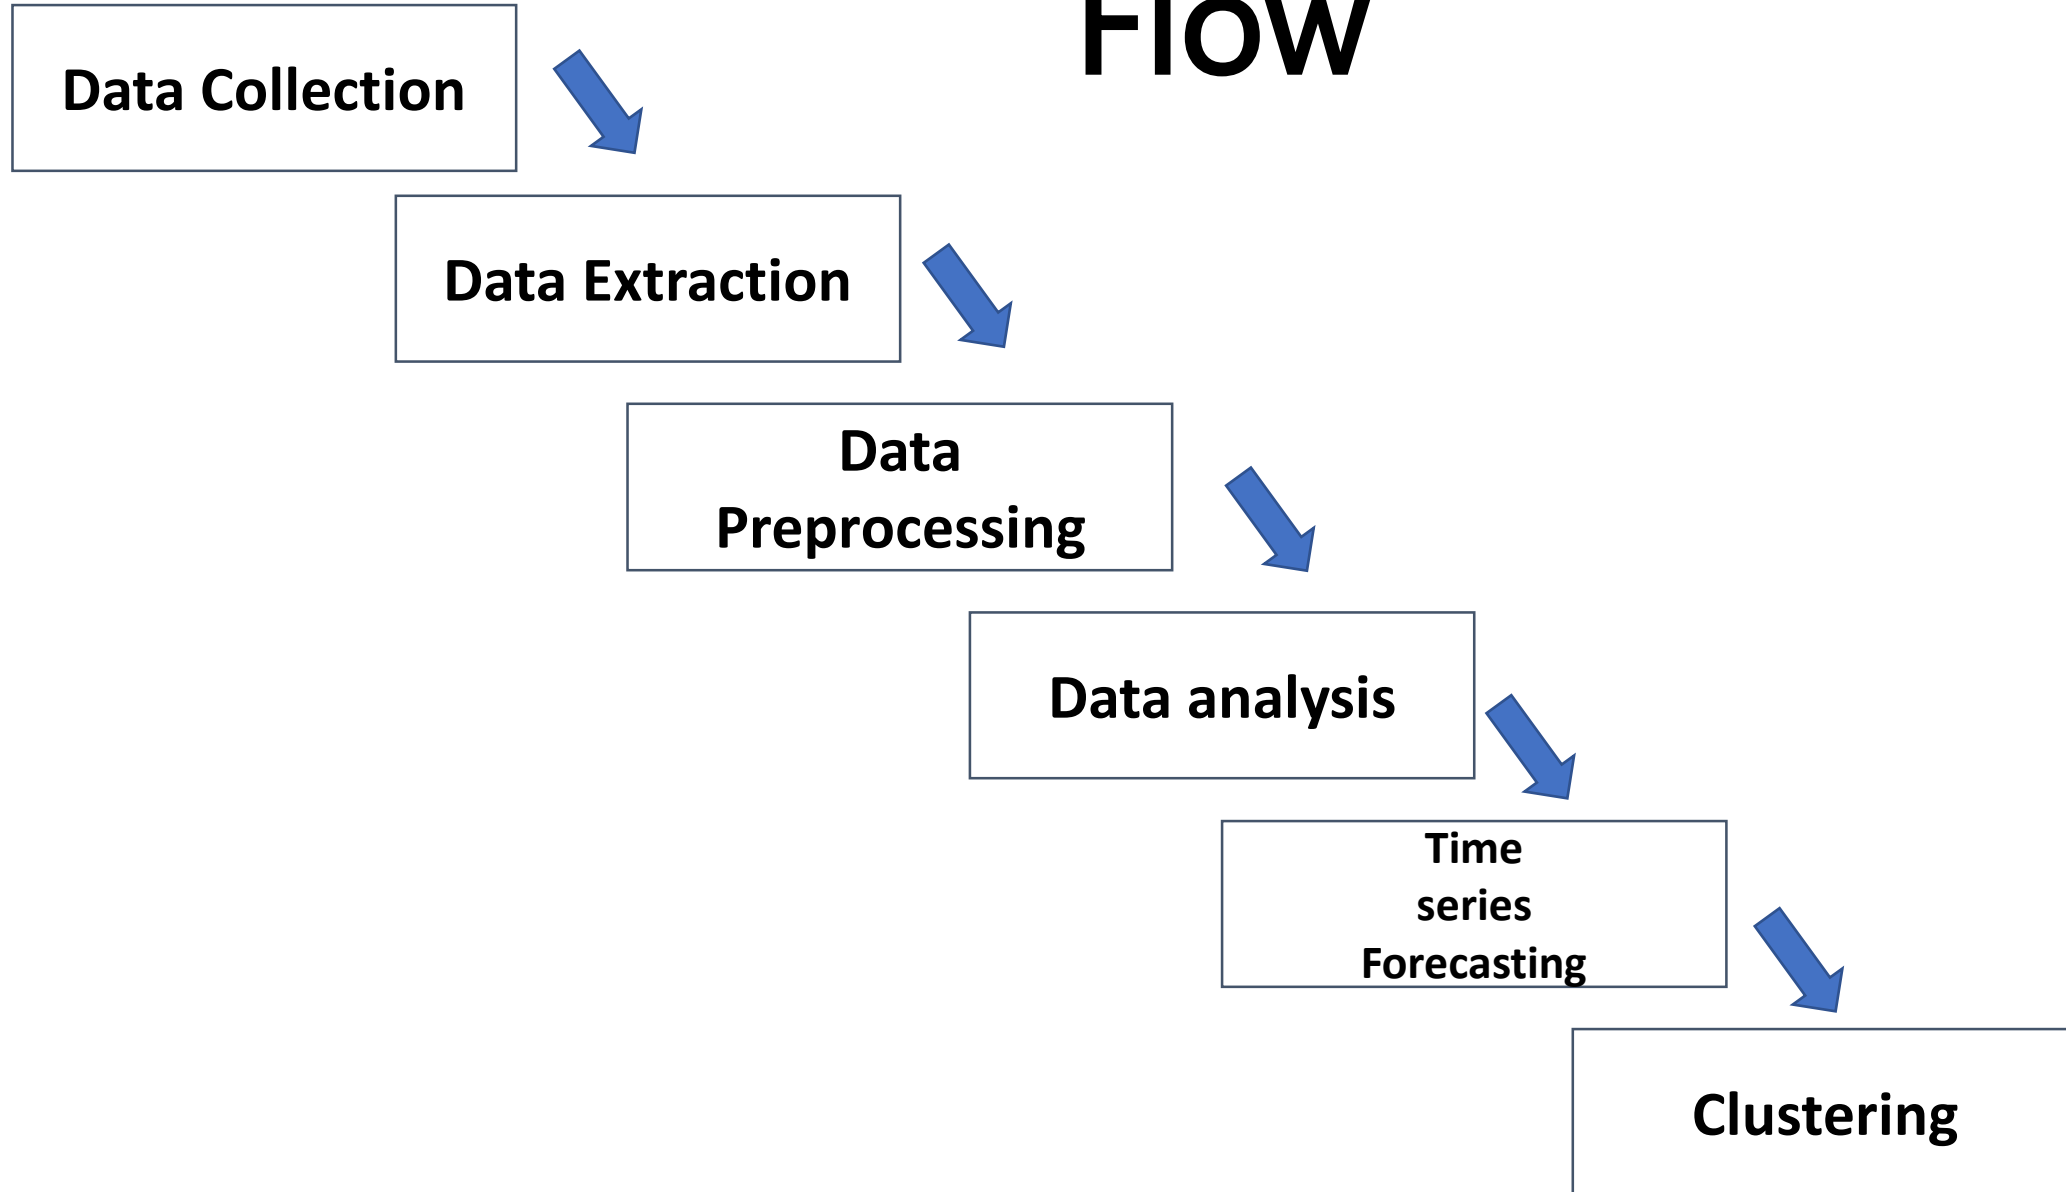 Flow
Data Collection
Data Extraction
Data
Preprocessing
Data analysis
Time
series
Forecasting
Clustering